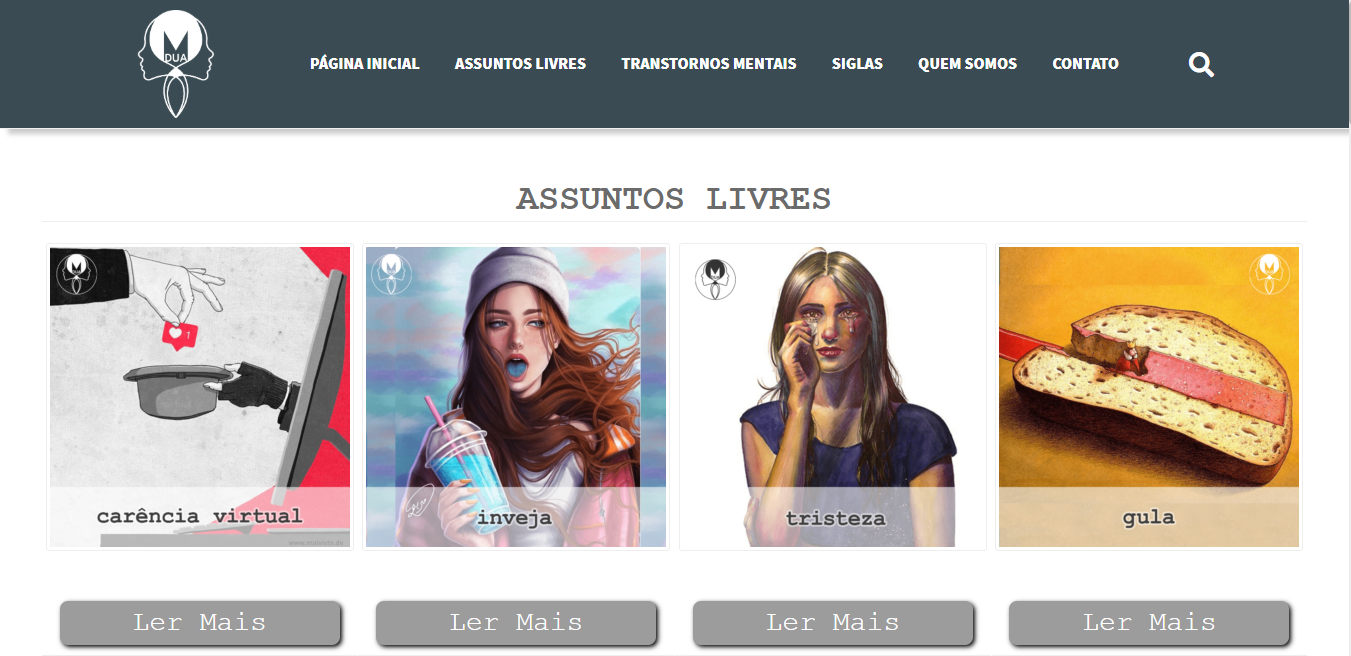 M
DUA
PÁGINA INICIAL
ASSUNTOS LIVRES
TRANSTORNOS MENTAIS
SIGLAS
QUEM SOMOS
CONTATO
ASSUNTOS LIVRES
M
M
M
M
1
carência virtual
inveja
tristeza
gula
Ler Mais
Ler Mais
Ler Mais
Ler Mais